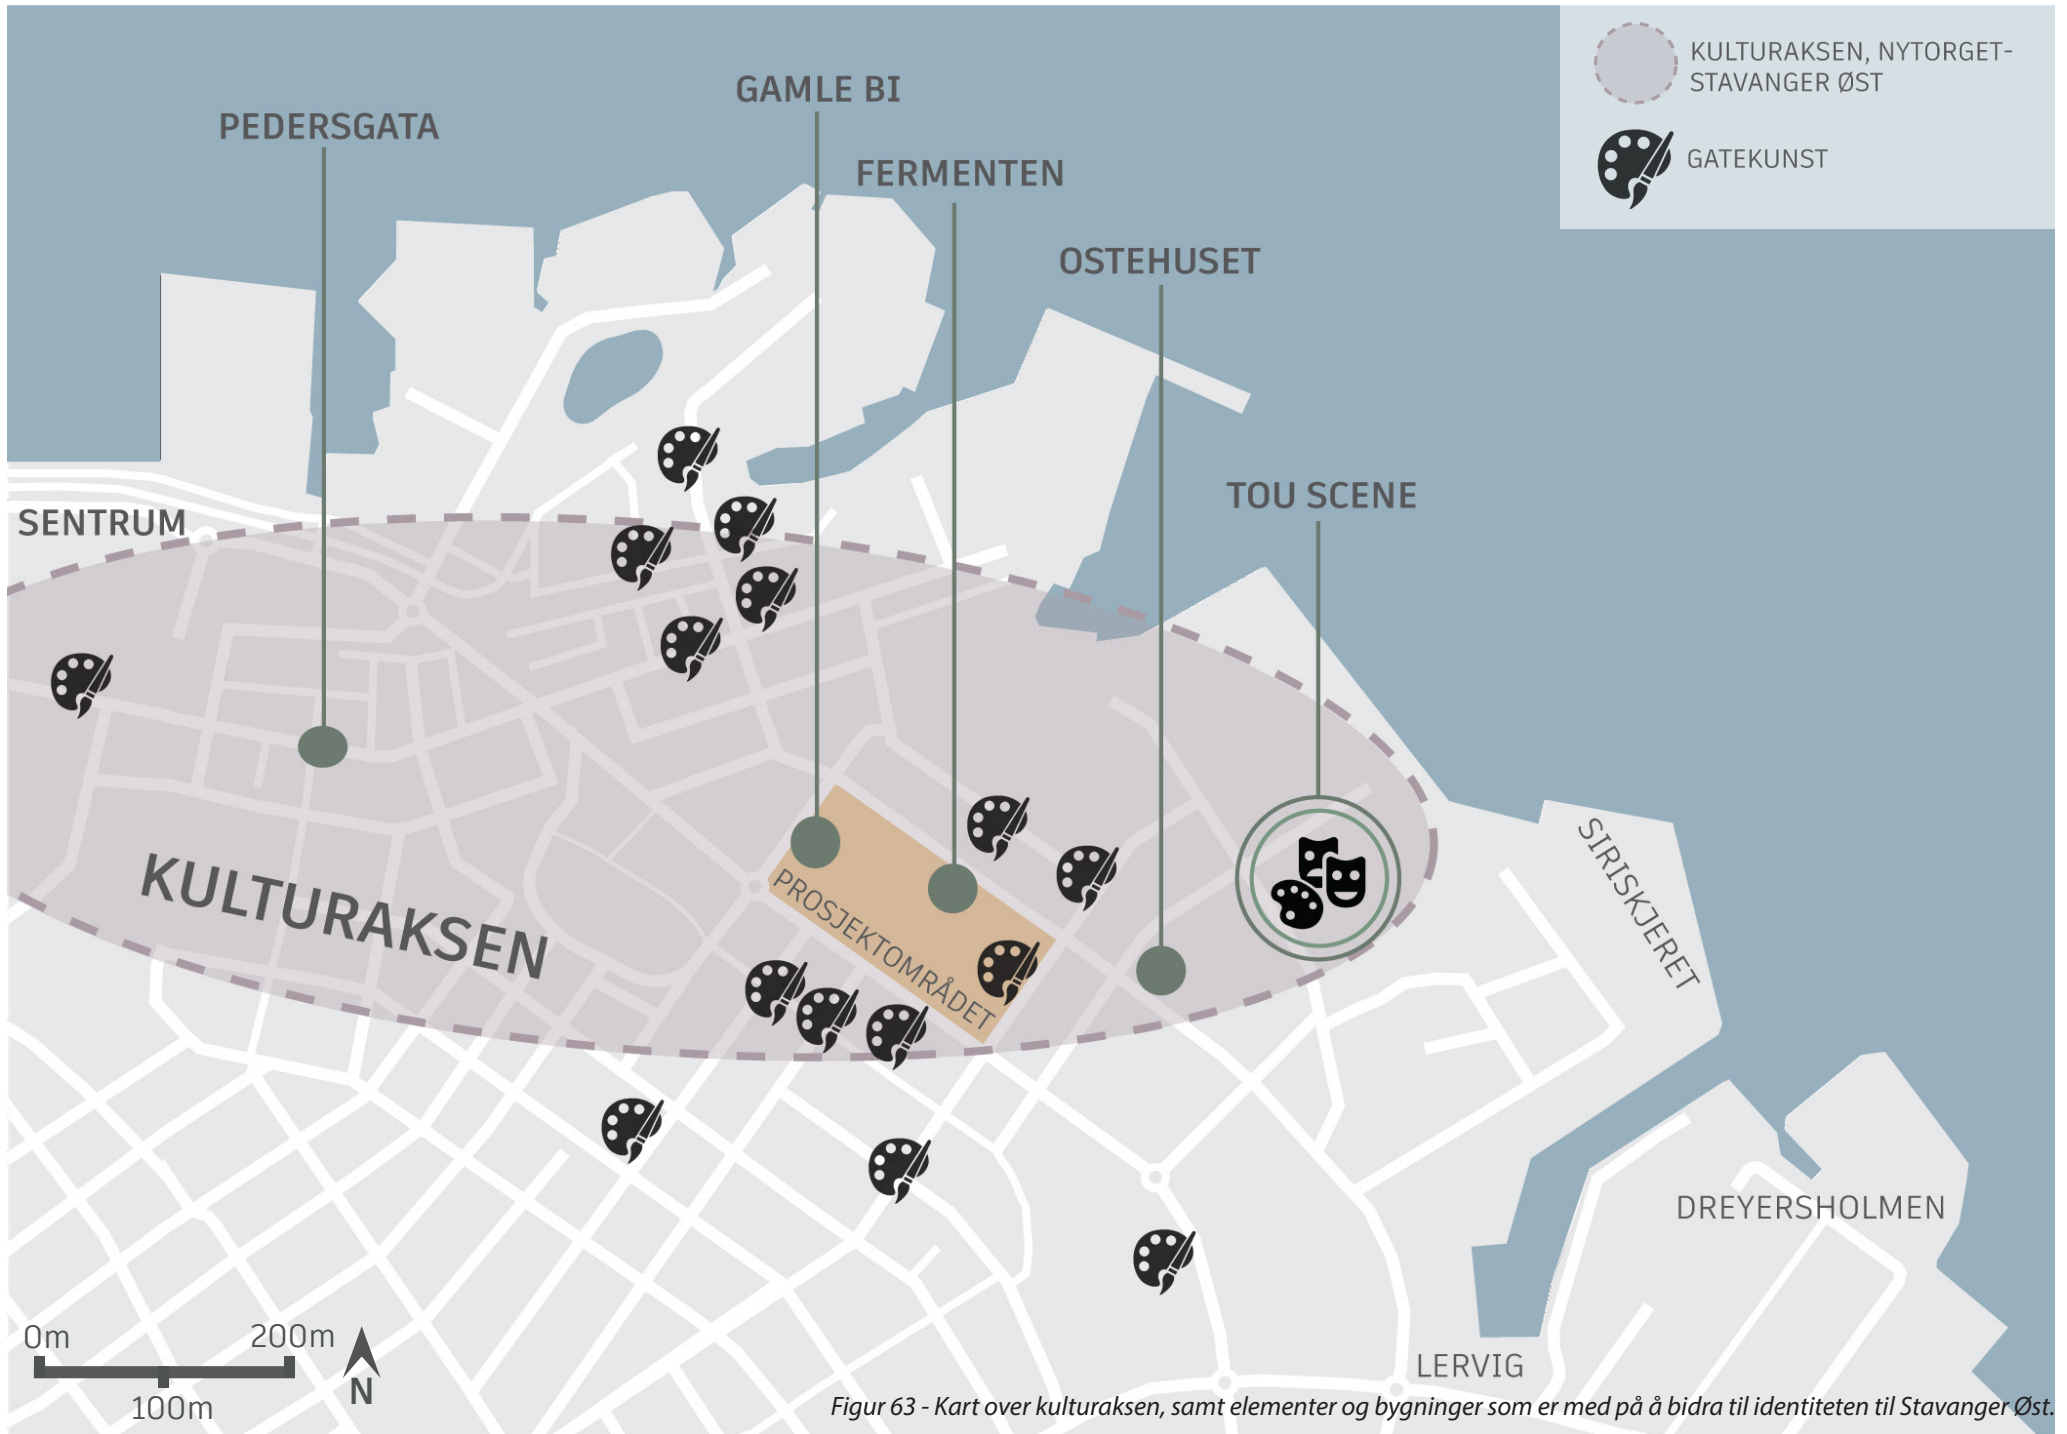 KULTURAKSEN, NYTORGET-
STAVANGER ØST
GATEKUNST
GAMLE BI
PEDERSGATA
FERMENTEN
OSTEHUSET
TOU SCENE
SENTRUM
KULTURAKSEN
PROSJEKTOMRÅDET
SIRISKJERET
DREYERSHOLMEN
LERVIG
0m
200m
100m
N
Figur 63 - Kart over kulturaksen, samt elementer og bygninger som er med på å bidra til identiteten til Stavanger Øst.